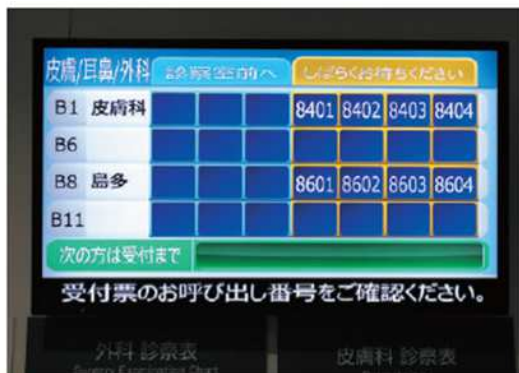 皮膚/耳鼻/外科 診察室前へ しばらくお待ちください
B1 皮膚科 8401 8402 8403 8404
B6
B8 島多 8601 8602 8603 8604
B11
次の方は受付まで
受付票のお呼び出し番号をご確認ください。
外科 診察表 皮膚科 診察表